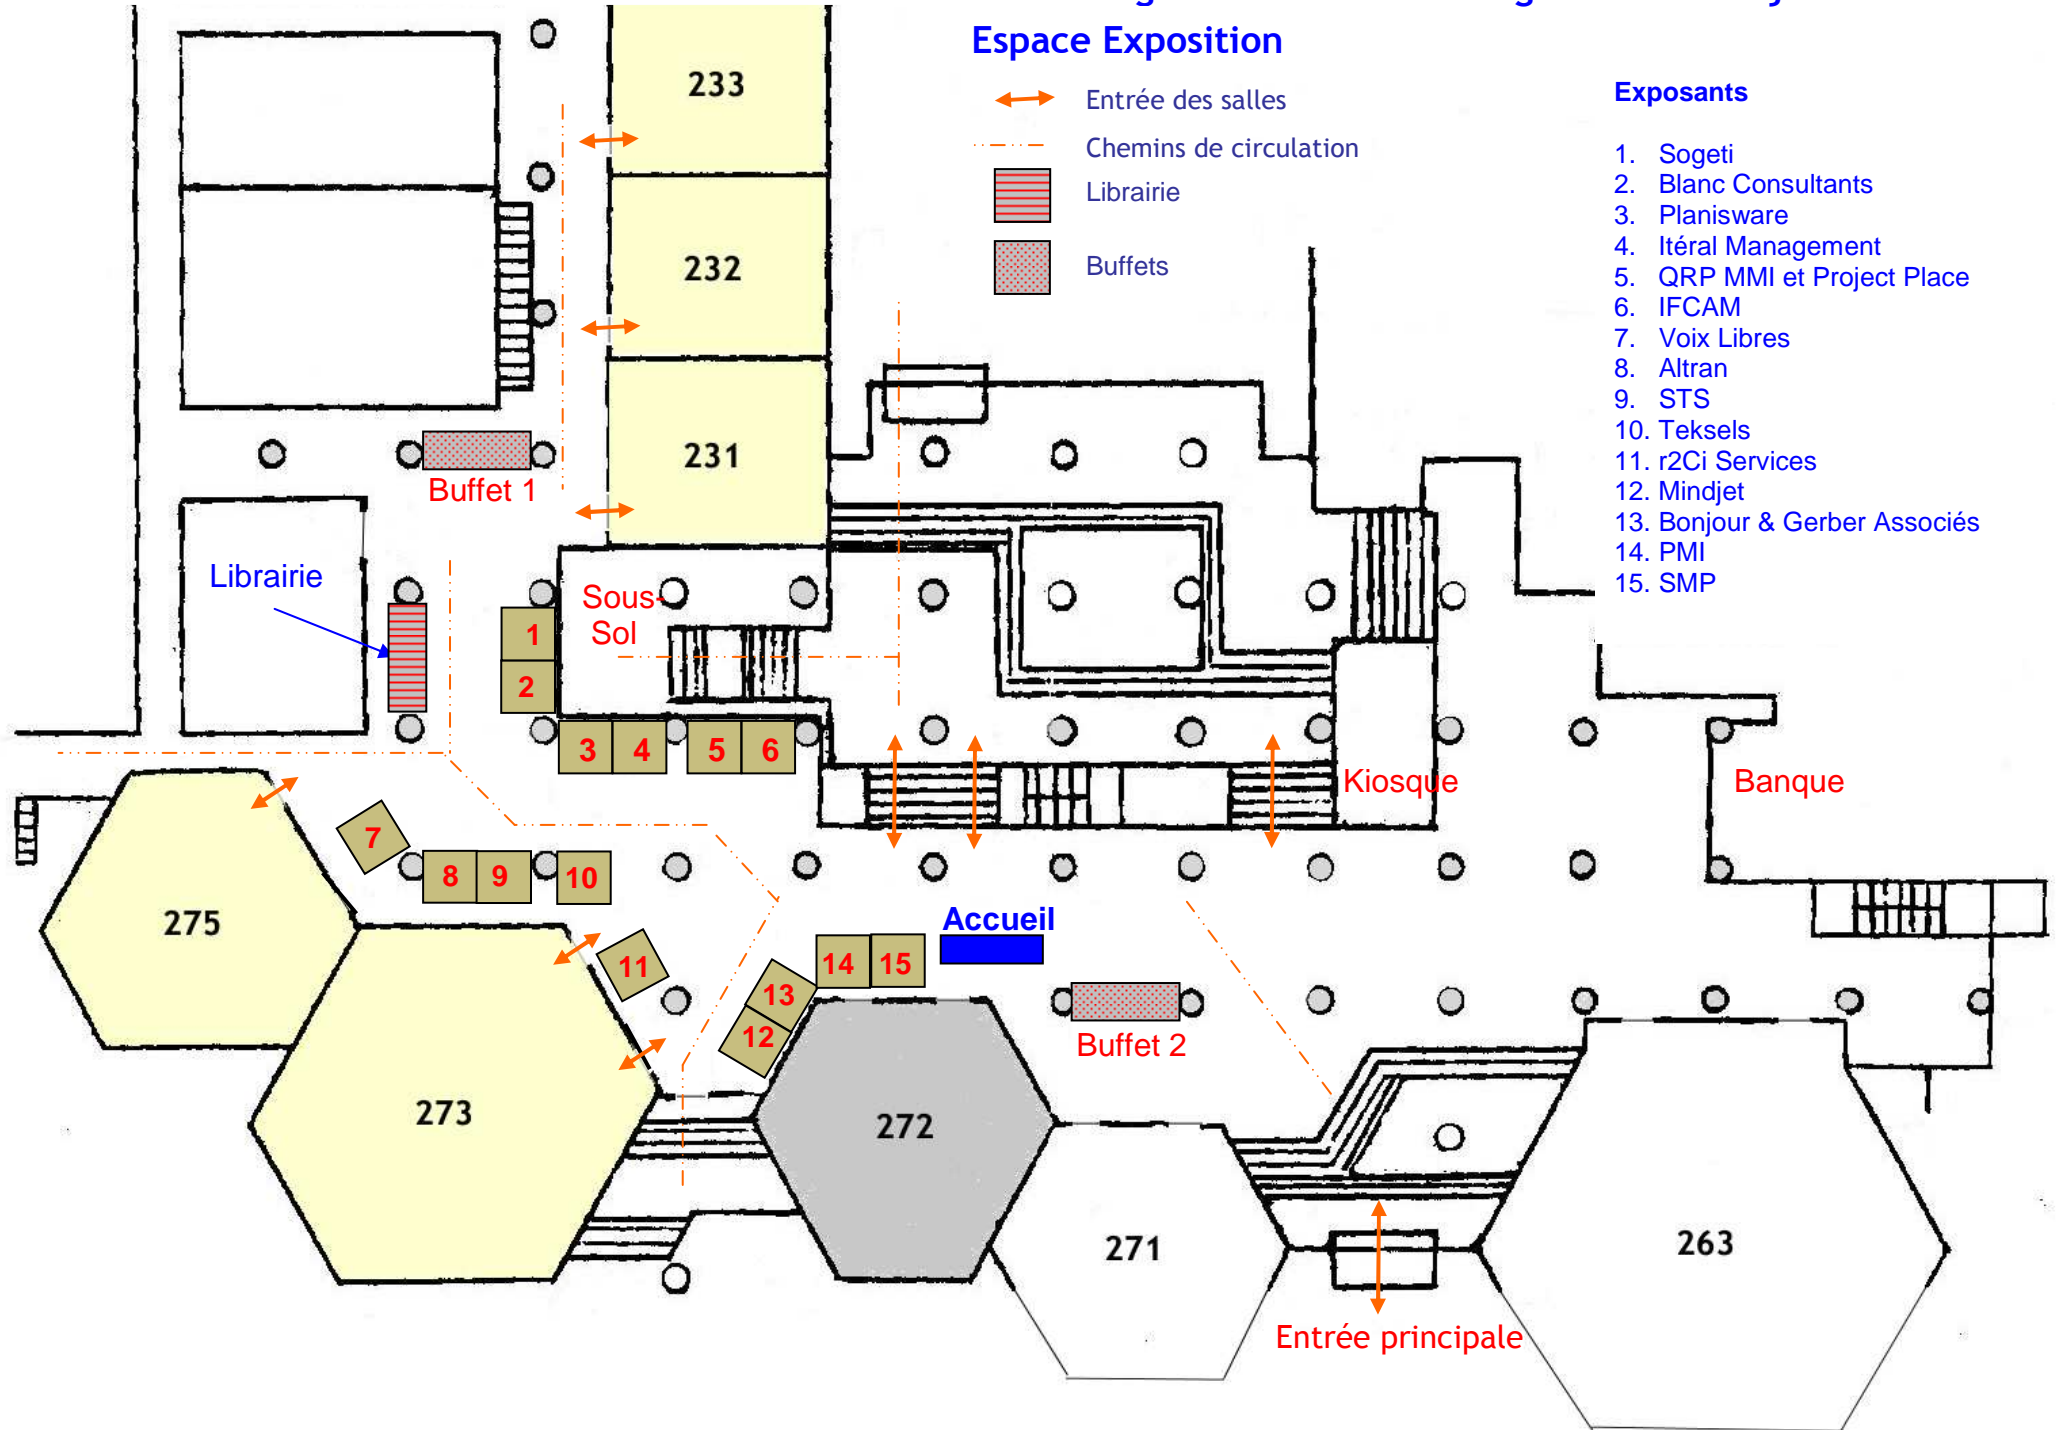 Espace Exposition
Entrée des salles
Chemins de circulation
Librairie
Buffets
Exposants
1. Sogeti
2. Blanc Consultants
3. Planisware
4. Itéral Management
5. QRP MMI et Project Place
6. IFCAM
7. Voix Libres
8. Altran
9. STS
10. Teksels
11. r2Ci Services
12. Mindjet
13. Bonjour & Gerber Associés
14. PMI
15. SMP
233
232
231
Buffet 1
Librairie
Sous-
Sol
1
2
3
4
5
6
Kiosque
Banque
7
8
9
10
275
Accueil
11
14
15
13
12
Buffet 2
273
272
271
263
Entrée principale